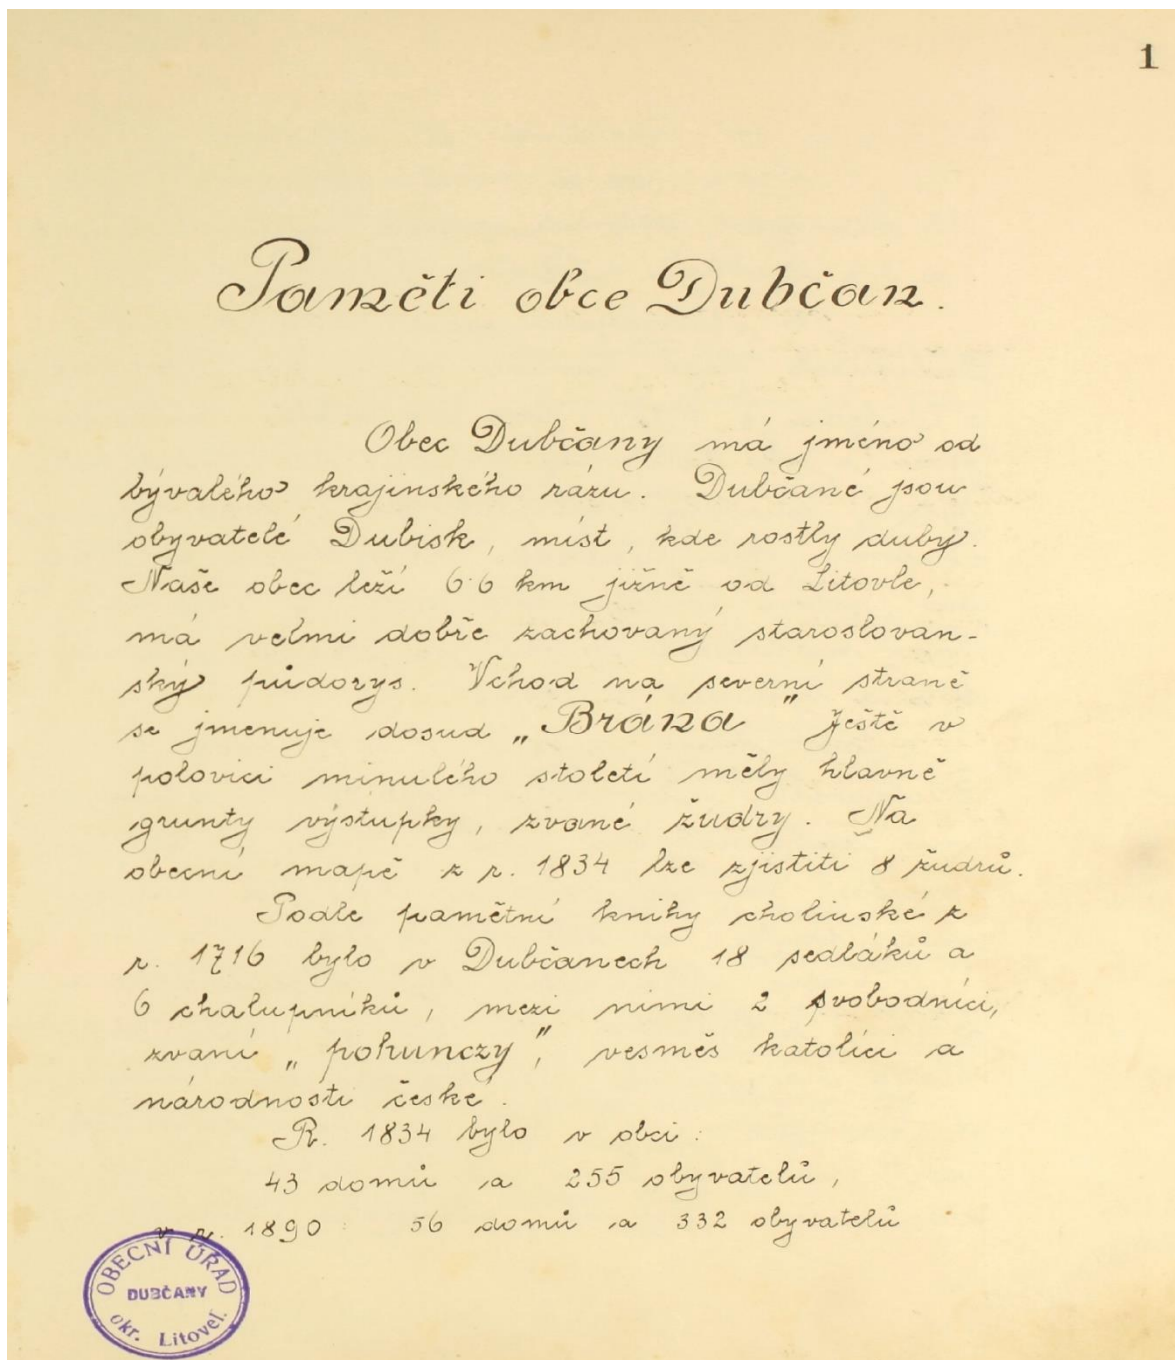 1
Paměti obce Dubčan.
Obec Dubčany má jméno od
bývalého krajinského rázu. Dubčané jsou
obyvatelé Dubisk, míst, kde rostly duby.
Naše obec leží 6·6 km jižně od Litovle,
má velmi dobře zachovaný staroslovan-
ský půdorys. Vchod na severní straně
se jmenuje dosud „Brána" Ještě v
polovici minulého století měly hlavně
grunty výstupky, zvané žudry. Na
obecní mapě z r. 1834 lze zjistiti 8 žudrů.
Podle pamětní knihy cholinské z
r. 1716 bylo v Dubčanech 18 sedláků a
6 chalupníků, mezi nimi 2 svobodníci,
zvaní „pohunczy", vesměs katolíci a
národnosti české.
R. 1834 bylo v obci:
43 domů a 255 obyvatelů,
v r. 1890: 56 domů a 332 obyvatelů
OBECNÍ ÚŘAD
DUBČANY
okr. Litovel.